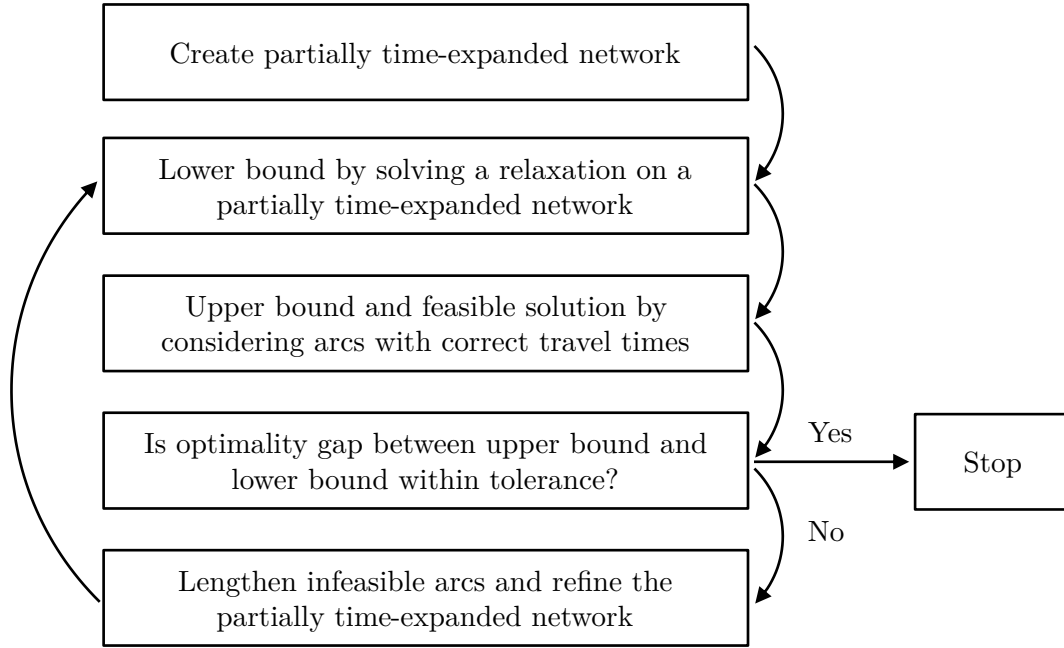 Create partially time-expanded network
Lower bound by solving a relaxation on a
partially time-expanded network
Upper bound and feasible solution by
considering arcs with correct travel times
Is optimality gap between upper bound and
lower bound within tolerance?
Yes
Stop
No
Lengthen infeasible arcs and refine the
partially time-expanded network